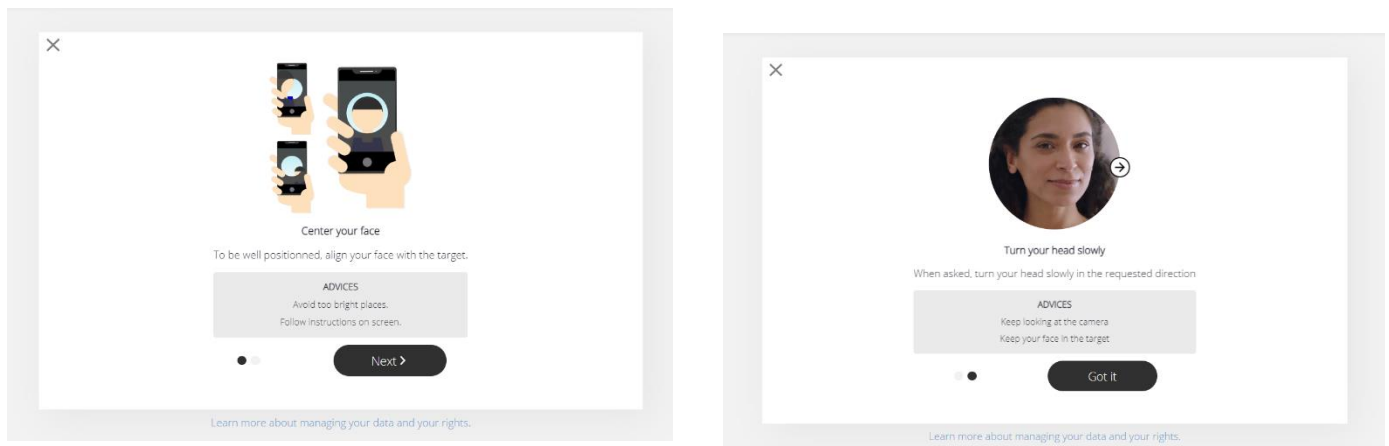 Center your face
To be well positionned, align your face with the target.
ADVICES
Avoid too bright places.
Follow instructions on screen.
Next >
Learn more about managing your data and your rights.
Turn your head slowly
When asked, turn your head slowly in the requested direction
ADVICES
Keep looking at the camera
Keep your face in the target
Got it
Learn more about managing your data and your rights.